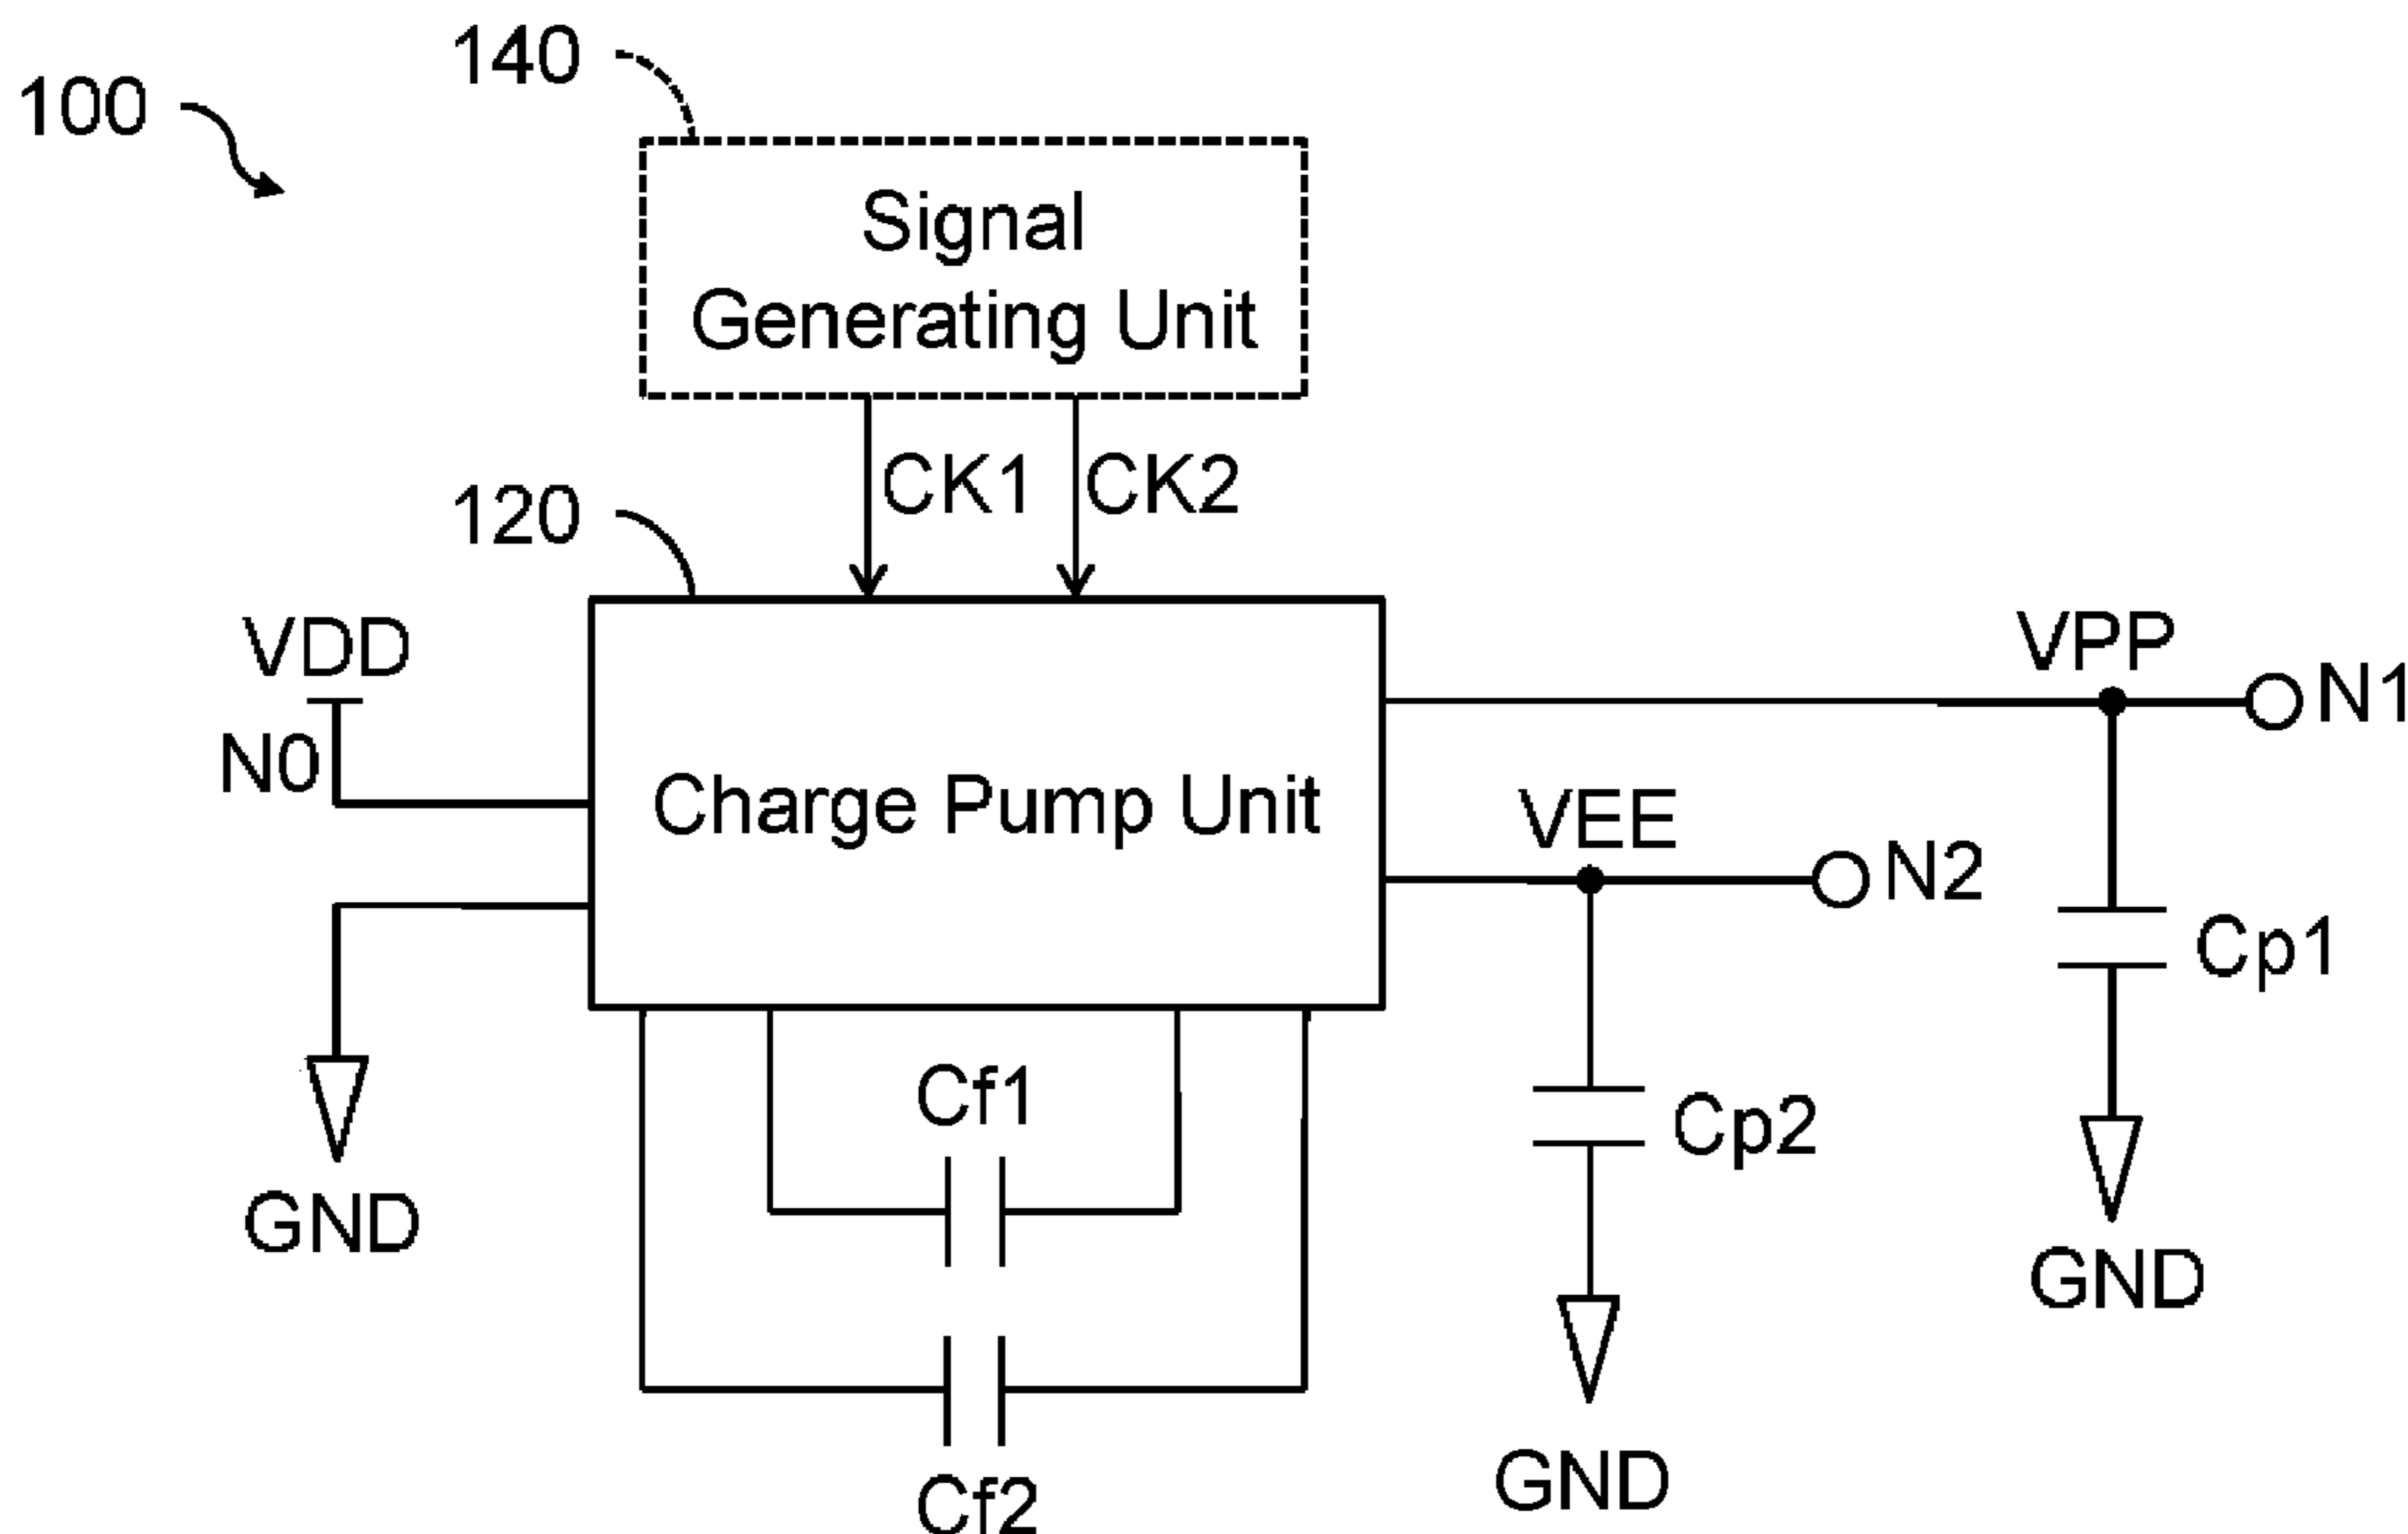 140
100
Signal
Generating Unit
CK1
CK2
120
VDD
VPP
N1
N0
Charge Pump Unit
VEE
N2
Cp1
Cf1
Cp2
GND
GND
Cf2
GND